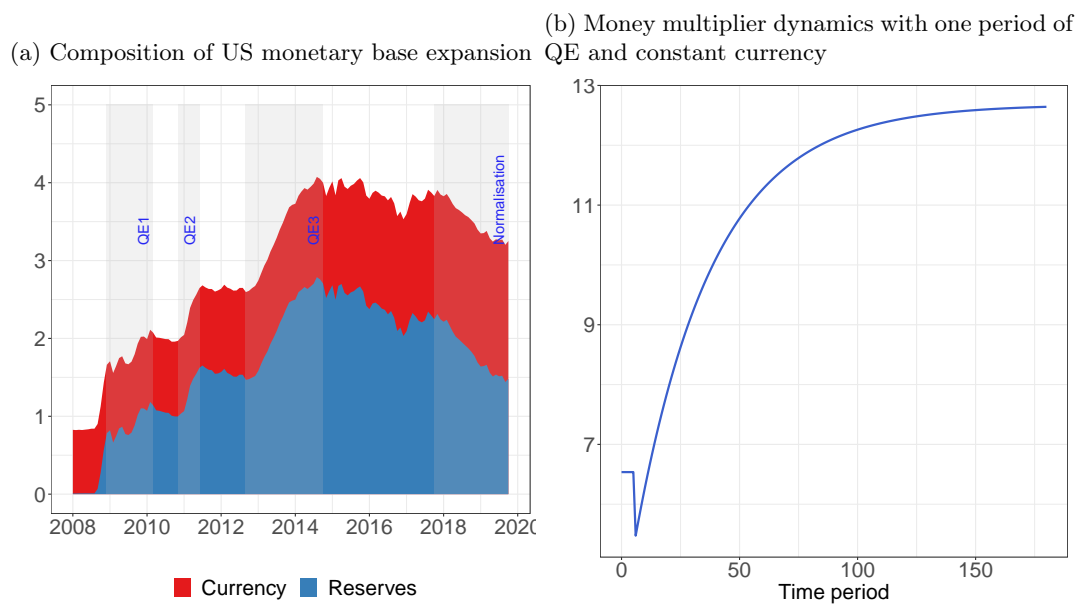 (a) Composition of US monetary base expansion
5
4
3
2
1
0
QE1
QE2
QE3
Normalisation
2008
2010
2012
2014
2016
2018
2020
Currency
Reserves
(b) Money multiplier dynamics with one period of
QE and constant currency
13
11
9
7
0
50
100
150
Time period